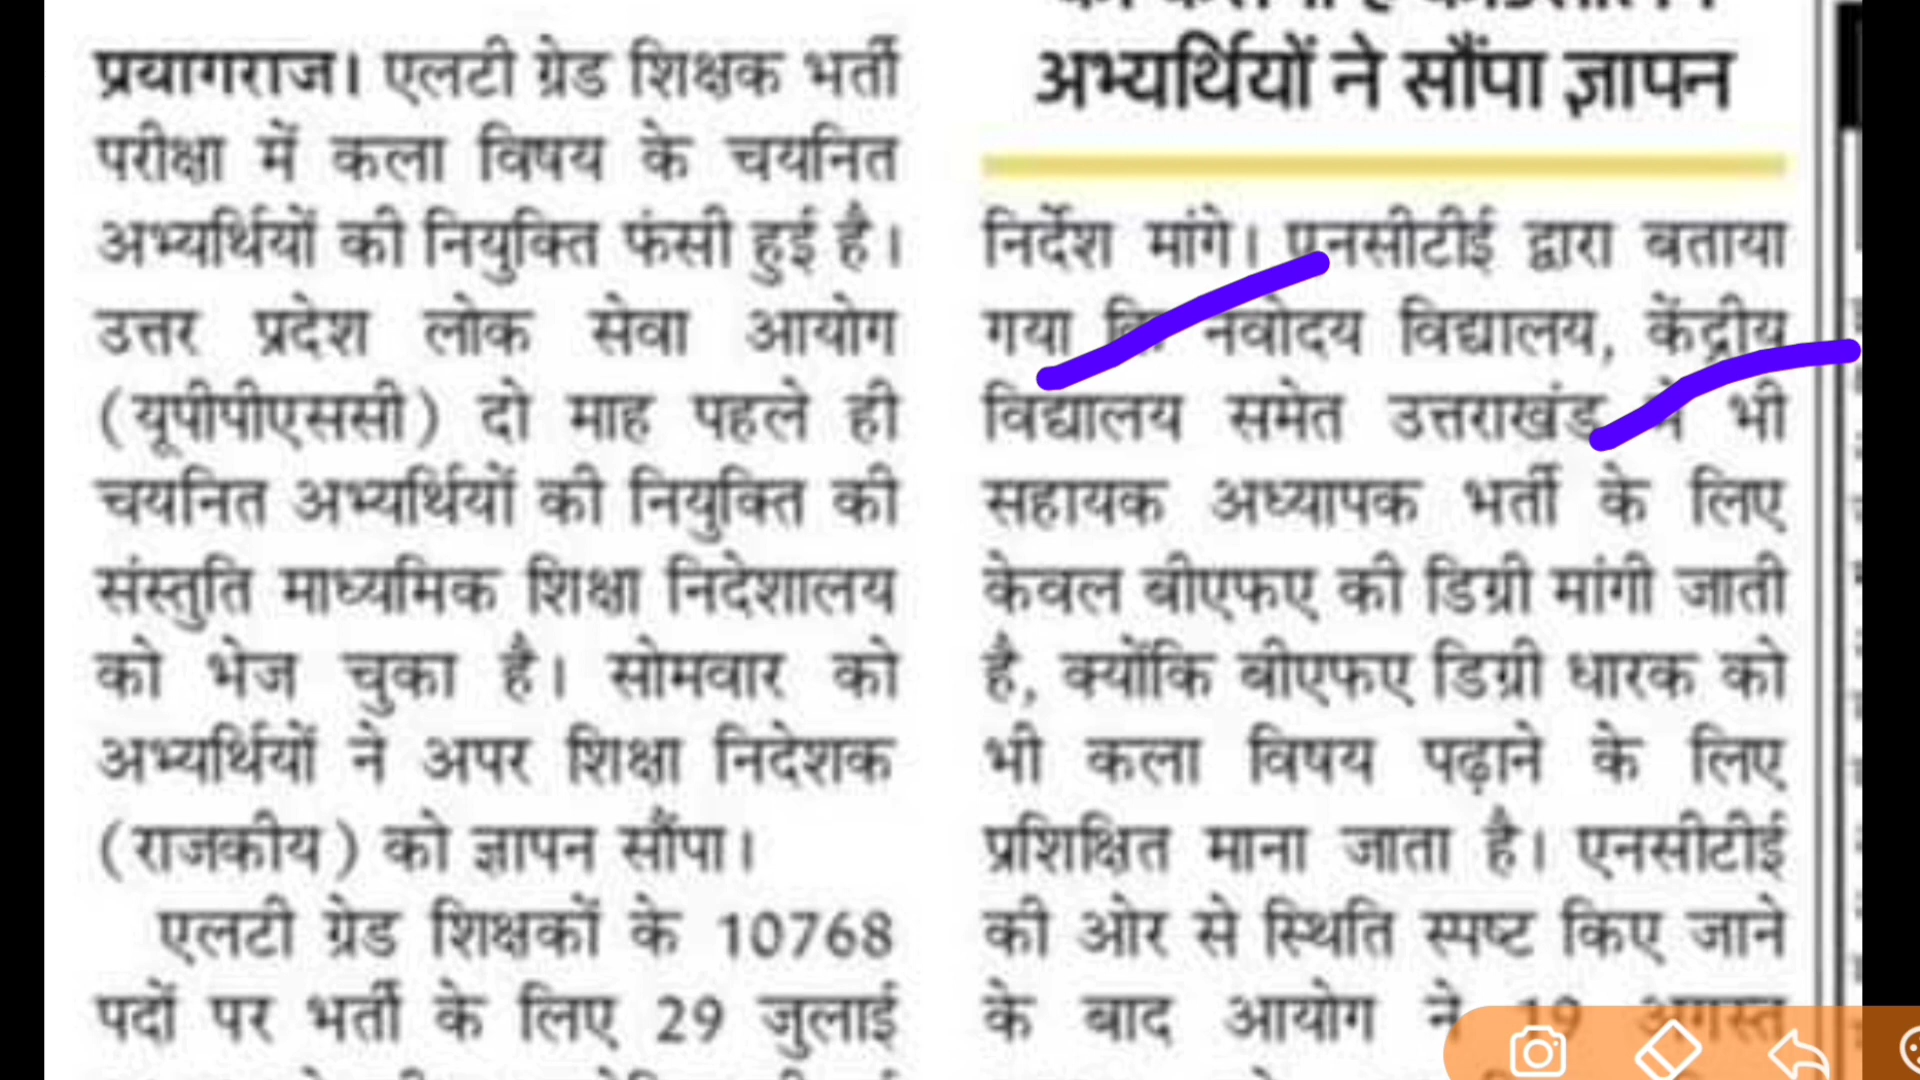 प्रयागराज। एलटी ग्रेड शिक्षक भर्ती
परीक्षा में कला विषय के चयनित
अभ्यर्थियों की नियुक्ति फंसी हुई है।
उत्तर प्रदेश लोक सेवा आयोग
(यूपीपीएससी) दो माह पहले ही
चयनित अभ्यर्थियों की नियुक्ति की
संस्तुति माध्यमिक शिक्षा निदेशालय
को भेज चुका है। सोमवार को
अभ्यर्थियों ने अपर शिक्षा निदेशक
(राजकीय) को ज्ञापन सौंपा।
एलटी ग्रेड शिक्षकों के 10768
पदों पर भर्ती के लिए 29 जुलाई
अभ्यर्थियों ने सौंपा ज्ञापन
निर्देश मांगे। एनसीटीई द्वारा बताया
गया कि नवोदय विद्यालय, केंद्रीय
विद्यालय समेत उत्तराखंड में भी
सहायक अध्यापक भर्ती के लिए
केवल बीएफए की डिग्री मांगी जाती
है, क्योंकि बीएफए डिग्री धारक को
भी कला विषय पढ़ाने के लिए
प्रशिक्षित माना जाता है। एनसीटीई
की ओर से स्थिति स्पष्ट किए जाने
के बाद आयोग ने 19 अगस्त